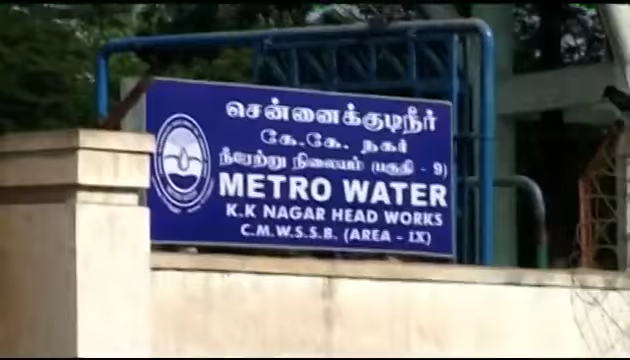 சென்னைக்குடிநீர்
கே.கே. நகர்
நீரேற்று நிலையம் (பகுதி - 9)
METRO WATER
K.K NAGAR HEAD WORKS
C.M.W.S.S.B. (AREA - IX)